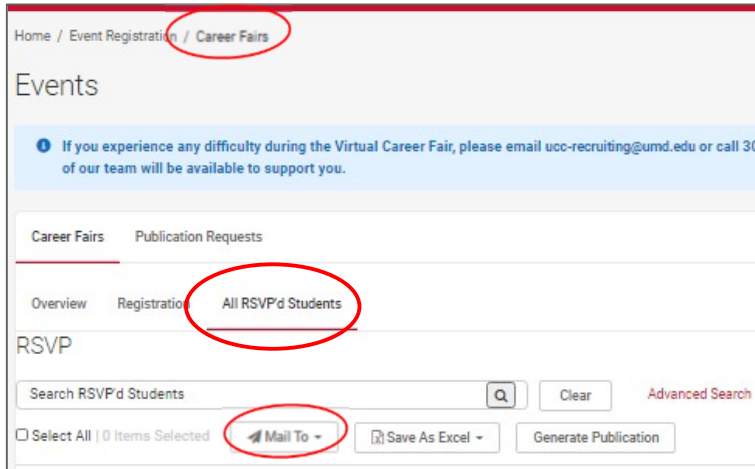 Home / Event Registration / Career Fairs
Events
If you experience any difficulty during the Virtual Career Fair, please email ucc-recruiting@umd.edu or call 30
of our team will be available to support you.
Career Fairs Publication Requests
Overview Registration All RSVP'd Students
RSVP
Search RSVP'd Students Clear Advanced Search
Select All | 0 Items Selected Mail To Save As Excel Generate Publication